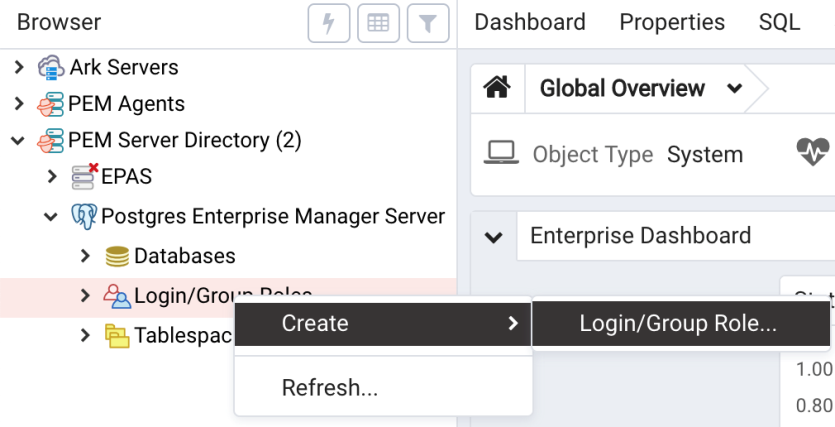 Browser
Dashboard Properties SQL
Ark Servers
PEM Agents
PEM Server Directory (2)
EPAS
Postgres Enterprise Manager Server
Databases
Login/Group Roles
Tablespac
Create
Login/Group Role...
Refresh...
Global Overview
Object Type System
Enterprise Dashboard
1.00
0.80